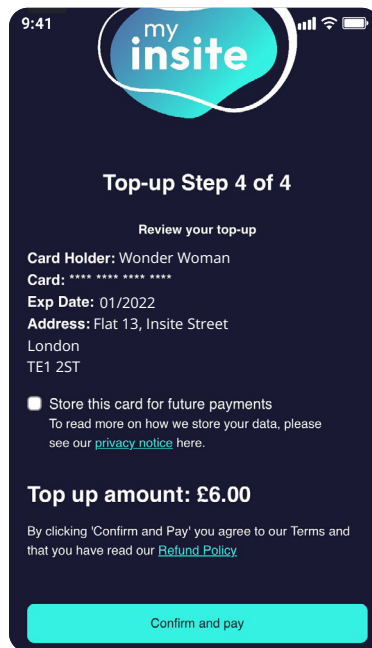 9:41
my
insite
Top-up Step 4 of 4
Review your top-up
Card Holder: Wonder Woman
Card: **** **** **** ****
Exp Date: 01/2022
Address: Flat 13, Insite Street
London
TE1 2ST
Store this card for future payments
To read more on how we store your data, please
see our privacy notice here.
Top up amount: £6.00
By clicking 'Confirm and Pay' you agree to our Terms and
that you have read our Refund Policy
Confirm and pay